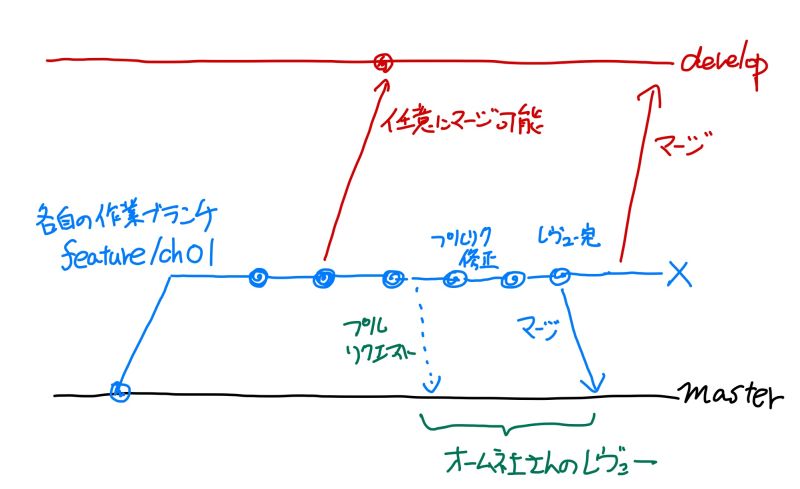 develop
任意にマージ可能
マージ
各自の作業ブランチ
feature/ch01
プルリク
修正
レヴュー完
X
プル
リクエスト
マージ
master
オーム社さんのレヴュー